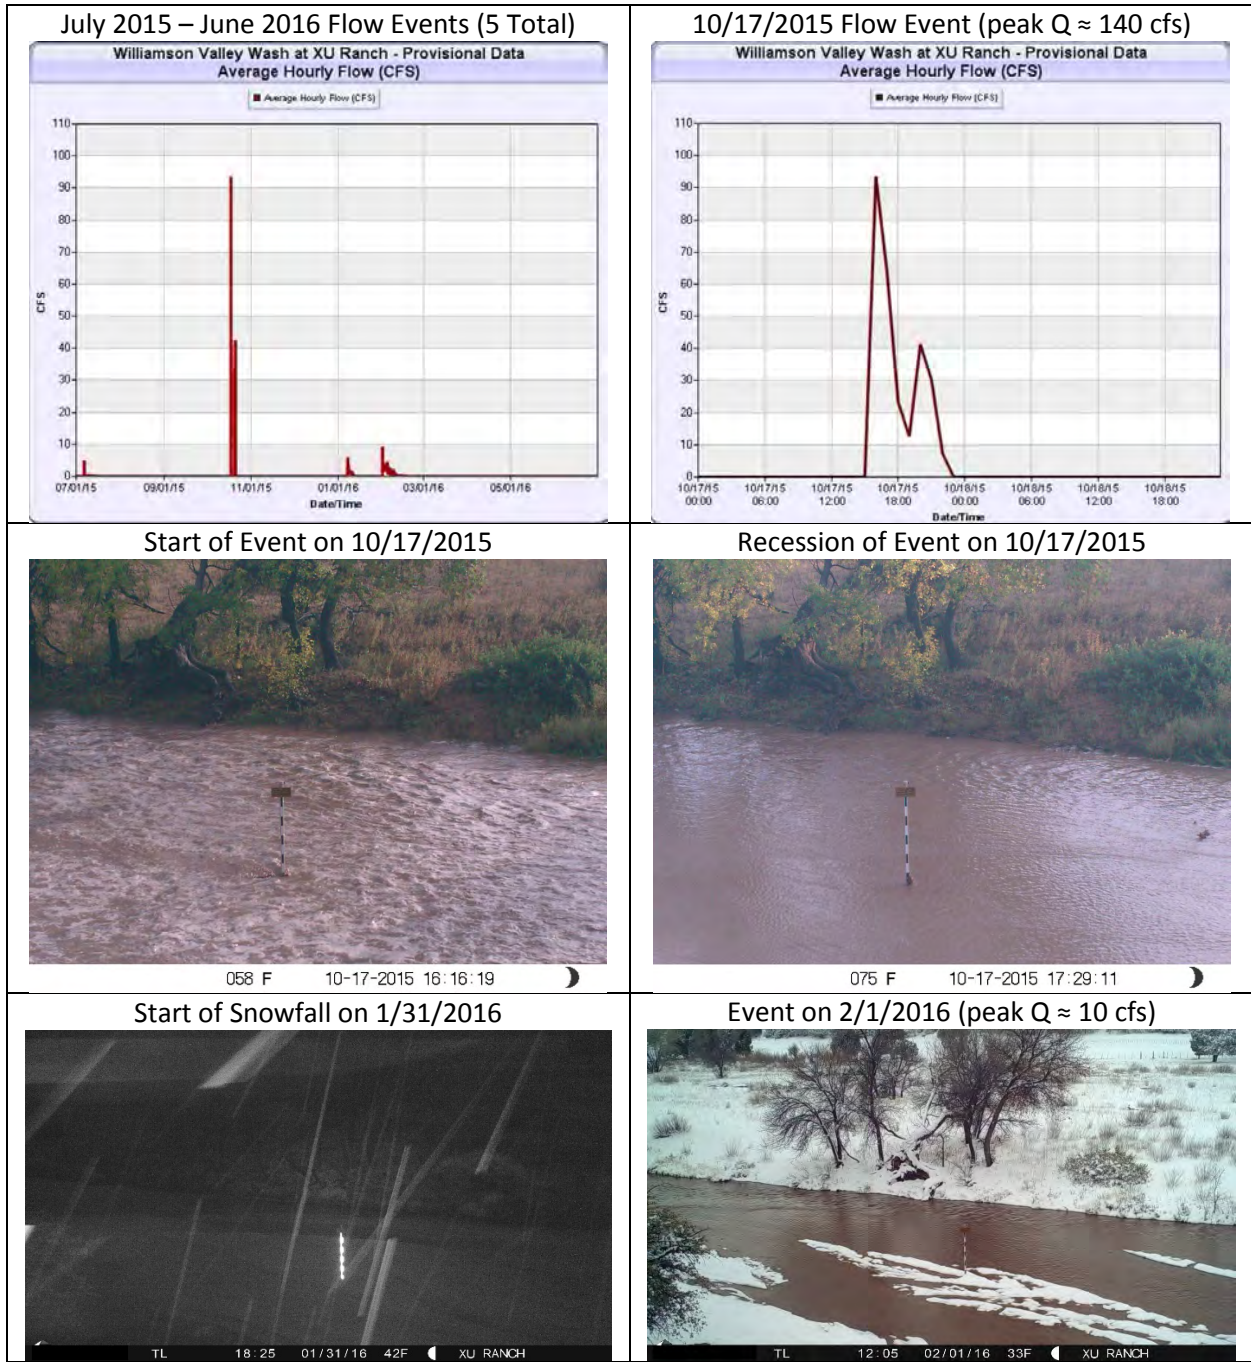 July 2015 – June 2016 Flow Events (5 Total)
Williamson Valley Wash at XU Ranch - Provisional Data
Average Hourly Flow (CFS)
Average Hourly Flow (CFS)
110
100
90
80
70
60
50
40
30
20
10
0
CFS
07/01/15 09/01/15 11/01/15 01/01/16 03/01/16 05/01/16
Date/Time
10/17/2015 Flow Event (peak Q ≈ 140 cfs)
Williamson Valley Wash at XU Ranch - Provisional Data
Average Hourly Flow (CFS)
Average Hourly Flow (CFS)
110
100
90
80
70
60
50
40
30
20
10
0
CFS
10/17/15 10/17/15 10/17/15 10/17/15 10/18/15 10/18/15 10/18/15 10/18/15
00:00 06:00 12:00 18:00 00:00 06:00 12:00 18:00
Date/Time
Start of Event on 10/17/2015
058 F 10-17-2015 16:16:19
Recession of Event on 10/17/2015
075 F 10-17-2015 17:29:11
Start of Snowfall on 1/31/2016
TL 18:25 01/31/16 42F XU RANCH
Event on 2/1/2016 (peak Q ≈ 10 cfs)
TL 12:05 02/01/16 33F XU RANCH